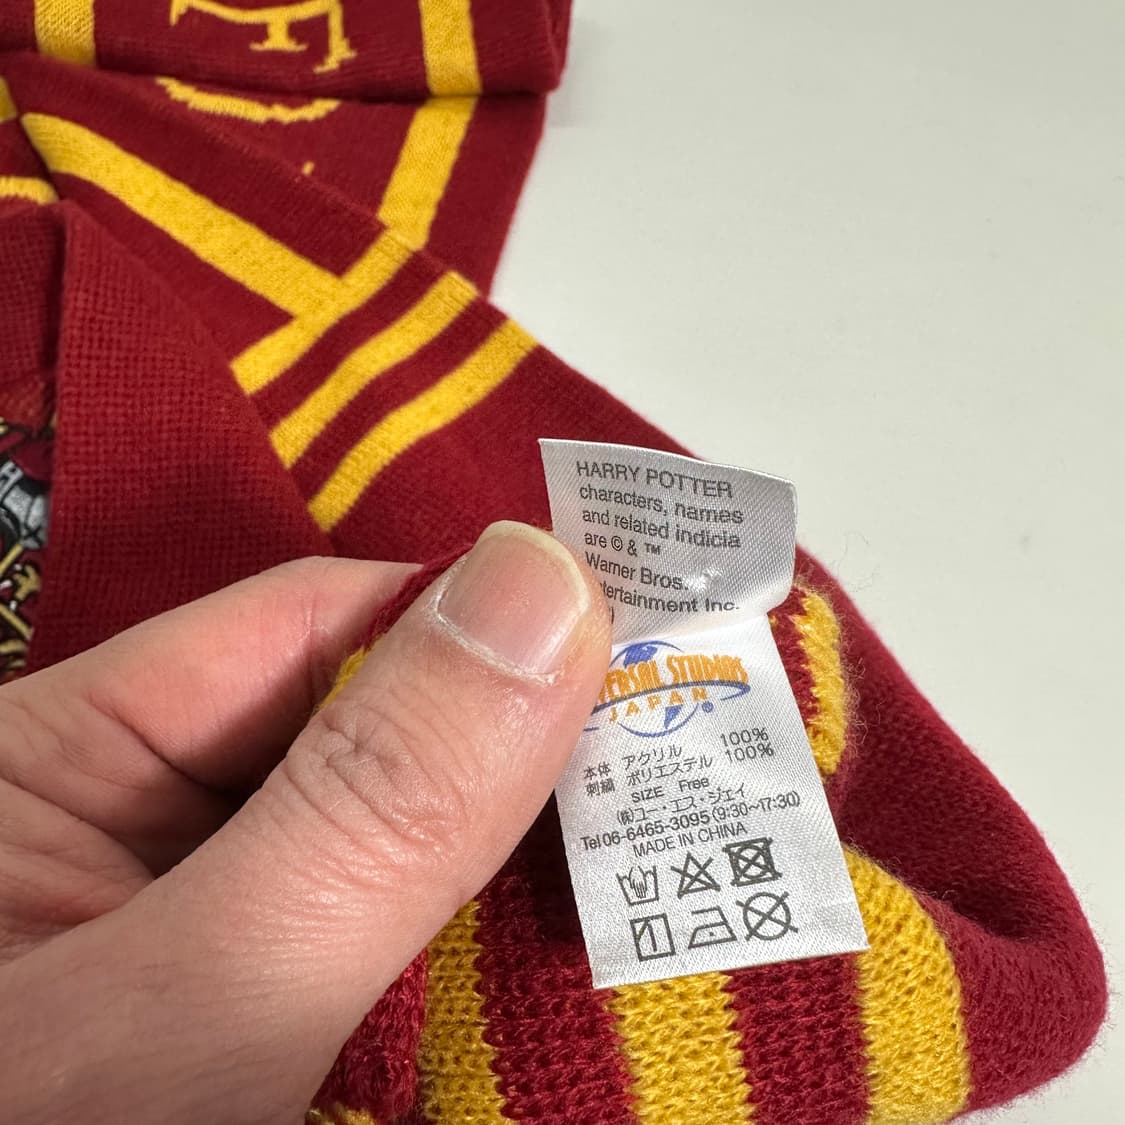 HARRY POTTER
characters, names
and related indicia
are © & ™
Warner Bros.
Inc.
STUDIOS
JAPAN ®
本体 アクリル 100%
刺繍 ポリエステル 100%
SIZE Free
㈱ユー・エス・ジェイ
Tel 06-6465-3095 (9:30~17:30)
MADE IN CHINA